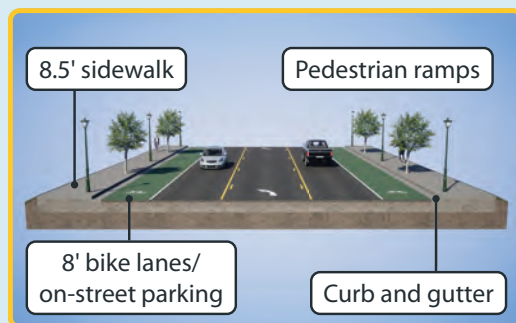 8.5' sidewalk
Pedestrian ramps
8' bike lanes/
on-street parking
Curb and gutter